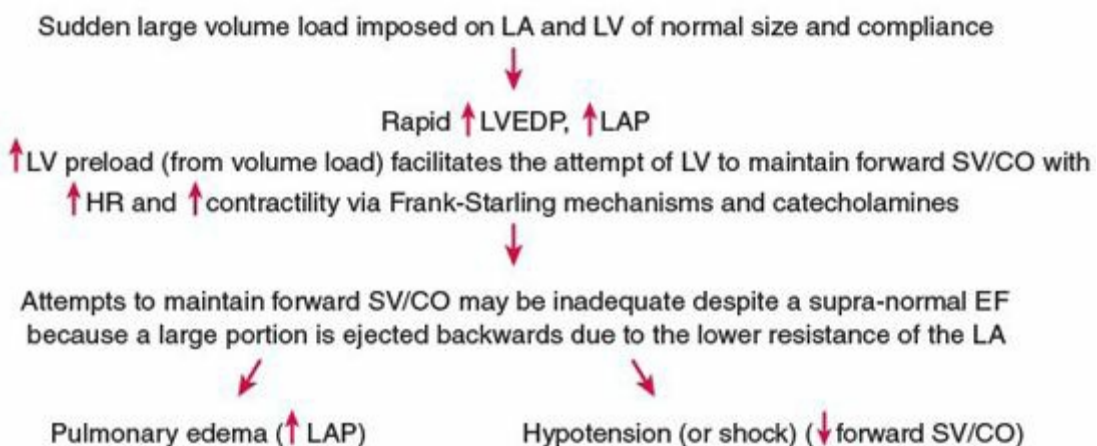 Sudden large volume load imposed on LA and LV of normal size and compliance
Rapid ↑LVEDP, ↑LAP
↑LV preload (from volume load) facilitates the attempt of LV to maintain forward SV/CO with
↑HR and ↑contractility via Frank-Starling mechanisms and catecholamines
Attempts to maintain forward SV/CO may be inadequate despite a supra-normal EF
because a large portion is ejected backwards due to the lower resistance of the LA
Pulmonary edema (↑ LAP)
Hypotension (or shock) (↓forward SV/CO)